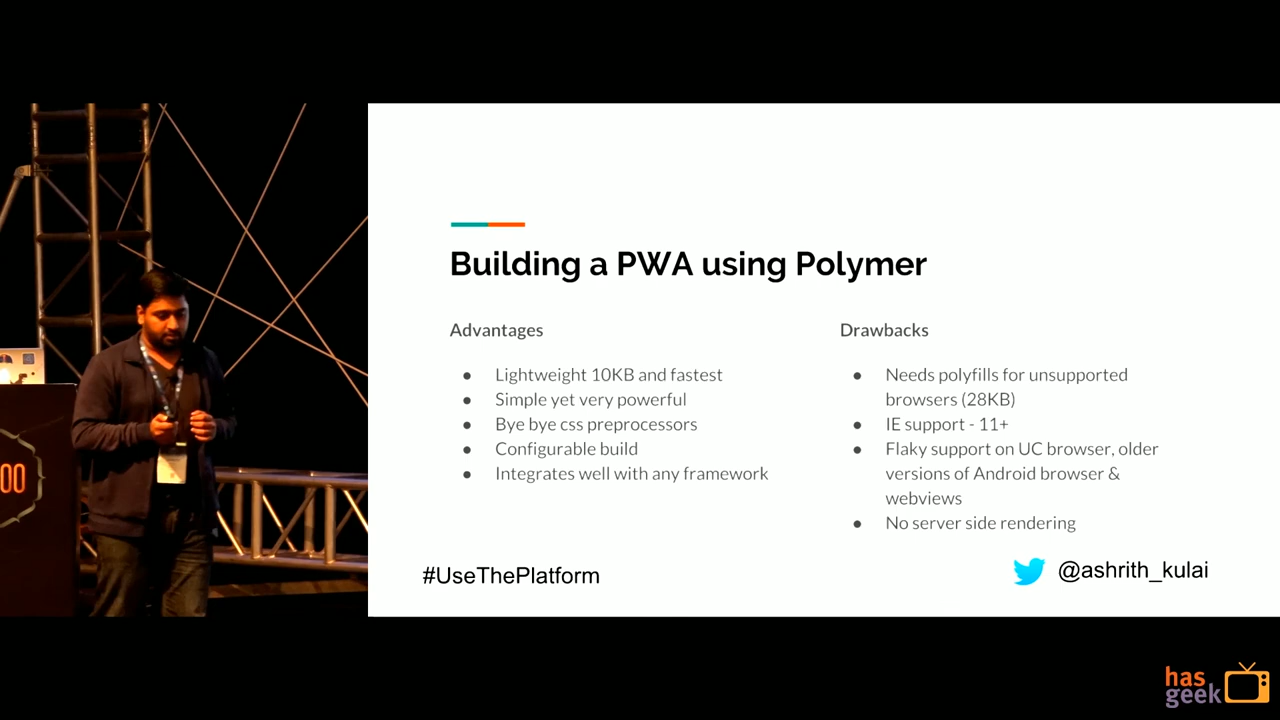 Building a PWA using Polymer
Advantages
● Lightweight 10KB and fastest
● Simple yet very powerful
● Bye bye css preprocessors
● Configurable build
● Integrates well with any framework
Drawbacks
● Needs polyfills for unsupported
browsers (28KB)
● IE support - 11+
● Flaky support on UC browser, older
versions of Android browser &
webviews
● No server side rendering
#UseThePlatform
@ashrith_kulai
00
has
geek